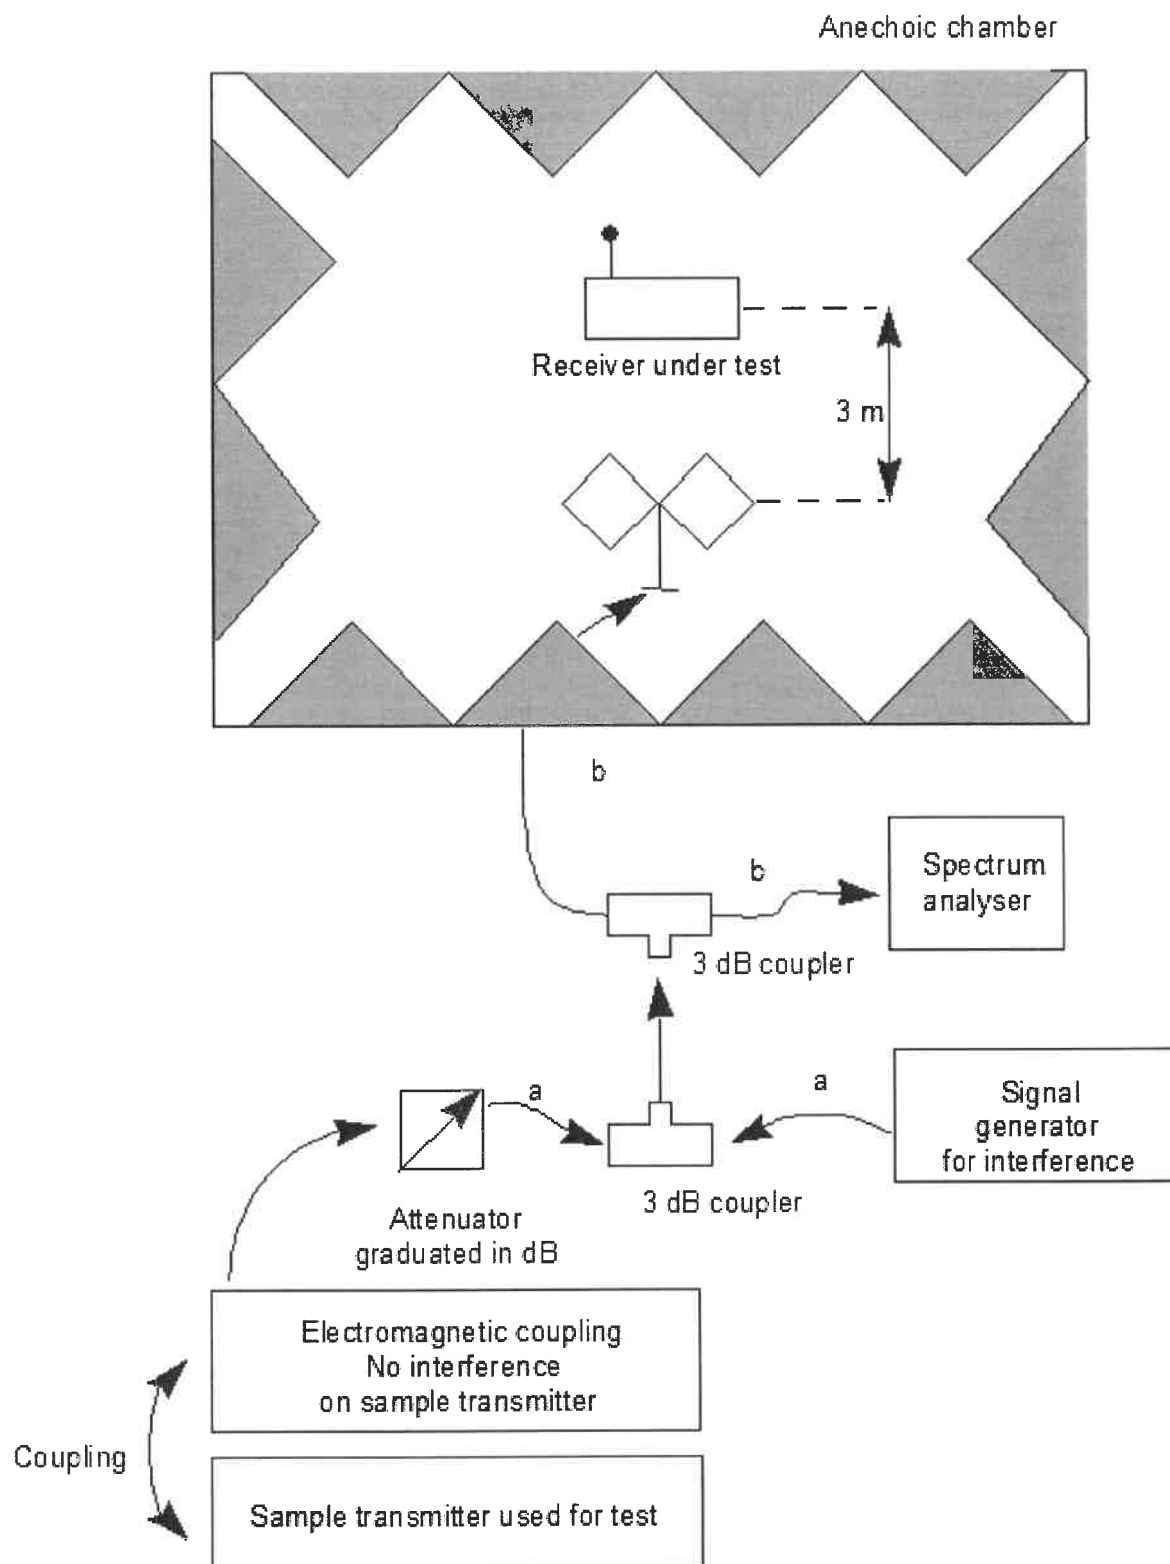 Anechoic chamber
Receiver under test
3 m
b
b
Spectrum
analyser
3 dB coupler
a
a
Signal
generator
for interference
3 dB coupler
Attenuator
graduated in dB
Electromagnetic coupling
No interference
on sample transmitter
Coupling
Sample transmitter used for test